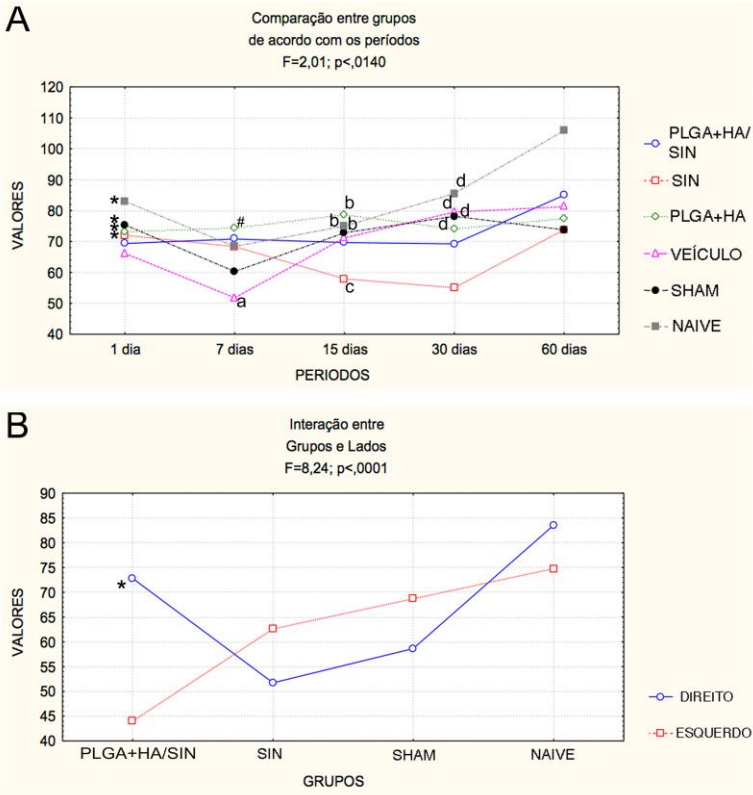 A
Comparação entre grupos
de acordo com os períodos
F=2,01; p<,0140
120
110
100
90
80
70
60
50
40
VALORES
1 dia 7 dias 15 dias 30 dias 60 dias
PERIODOS
* * * *
#
a
b
b b
c
d
d d
d
PLGA+HA/
SIN
SIN
PLGA+HA
VEÍCULO
SHAM
NAIVE
B
Interação entre
Grupos e Lados
F=8,24; p<,0001
90
85
80
75
70
65
60
55
50
45
40
VALORES
*
PLGA+HA/SIN SIN SHAM NAIVE
GRUPOS
DIREITO
ESQUERDO